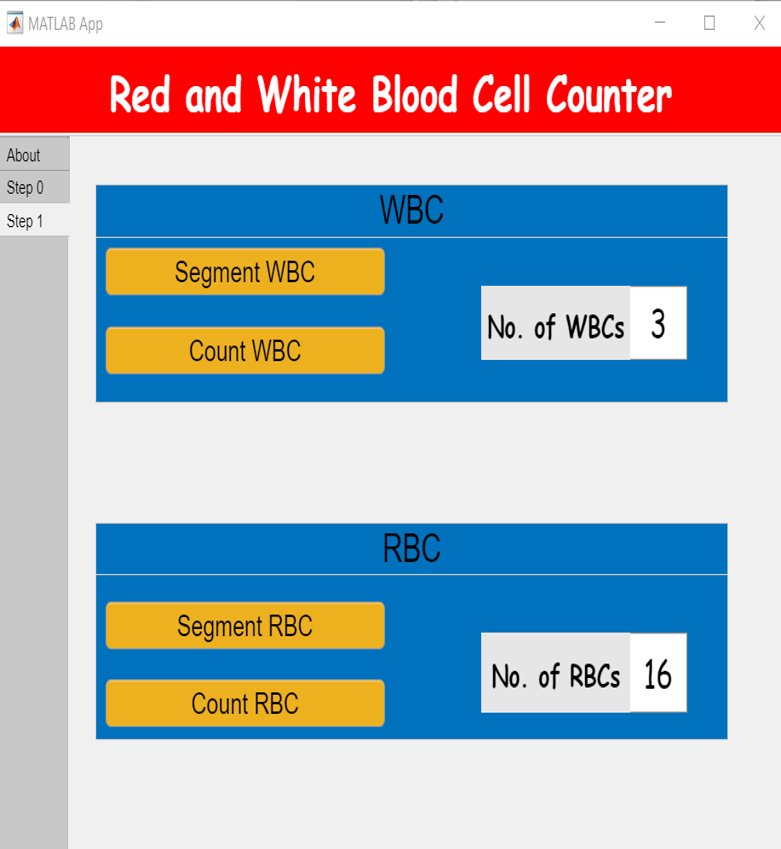 MATLAB App
Red and White Blood Cell Counter
About
Step 0
Step 1
WBC
Segment WBC
Count WBC
No. of WBCs 3
RBC
Segment RBC
Count RBC
No. of RBCs 16